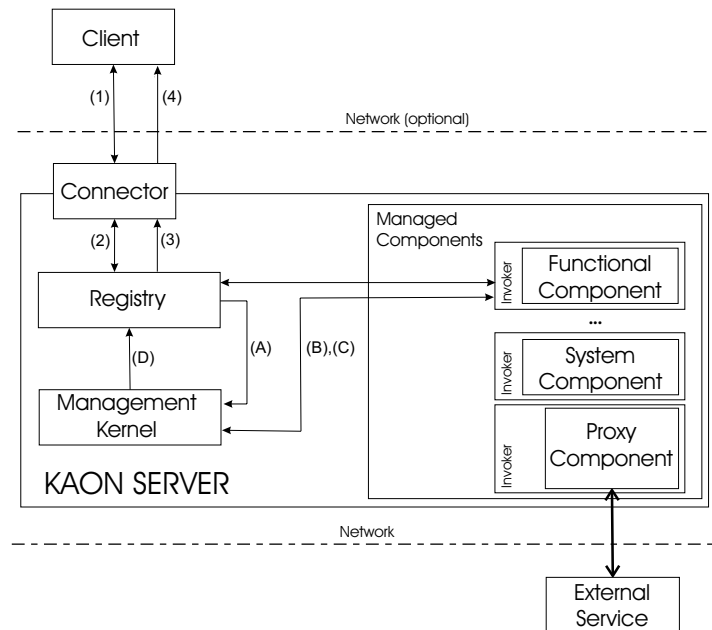 Client
(1)
(4)
Network (optional)
Connector
(2)
(3)
Managed
Components
Invoker
Functional
Component
Registry
...
(A)
(B),(C)
(D)
Invoker
System
Component
Management
Kernel
Invoker
Proxy
Component
KAON SERVER
Network
External
Service